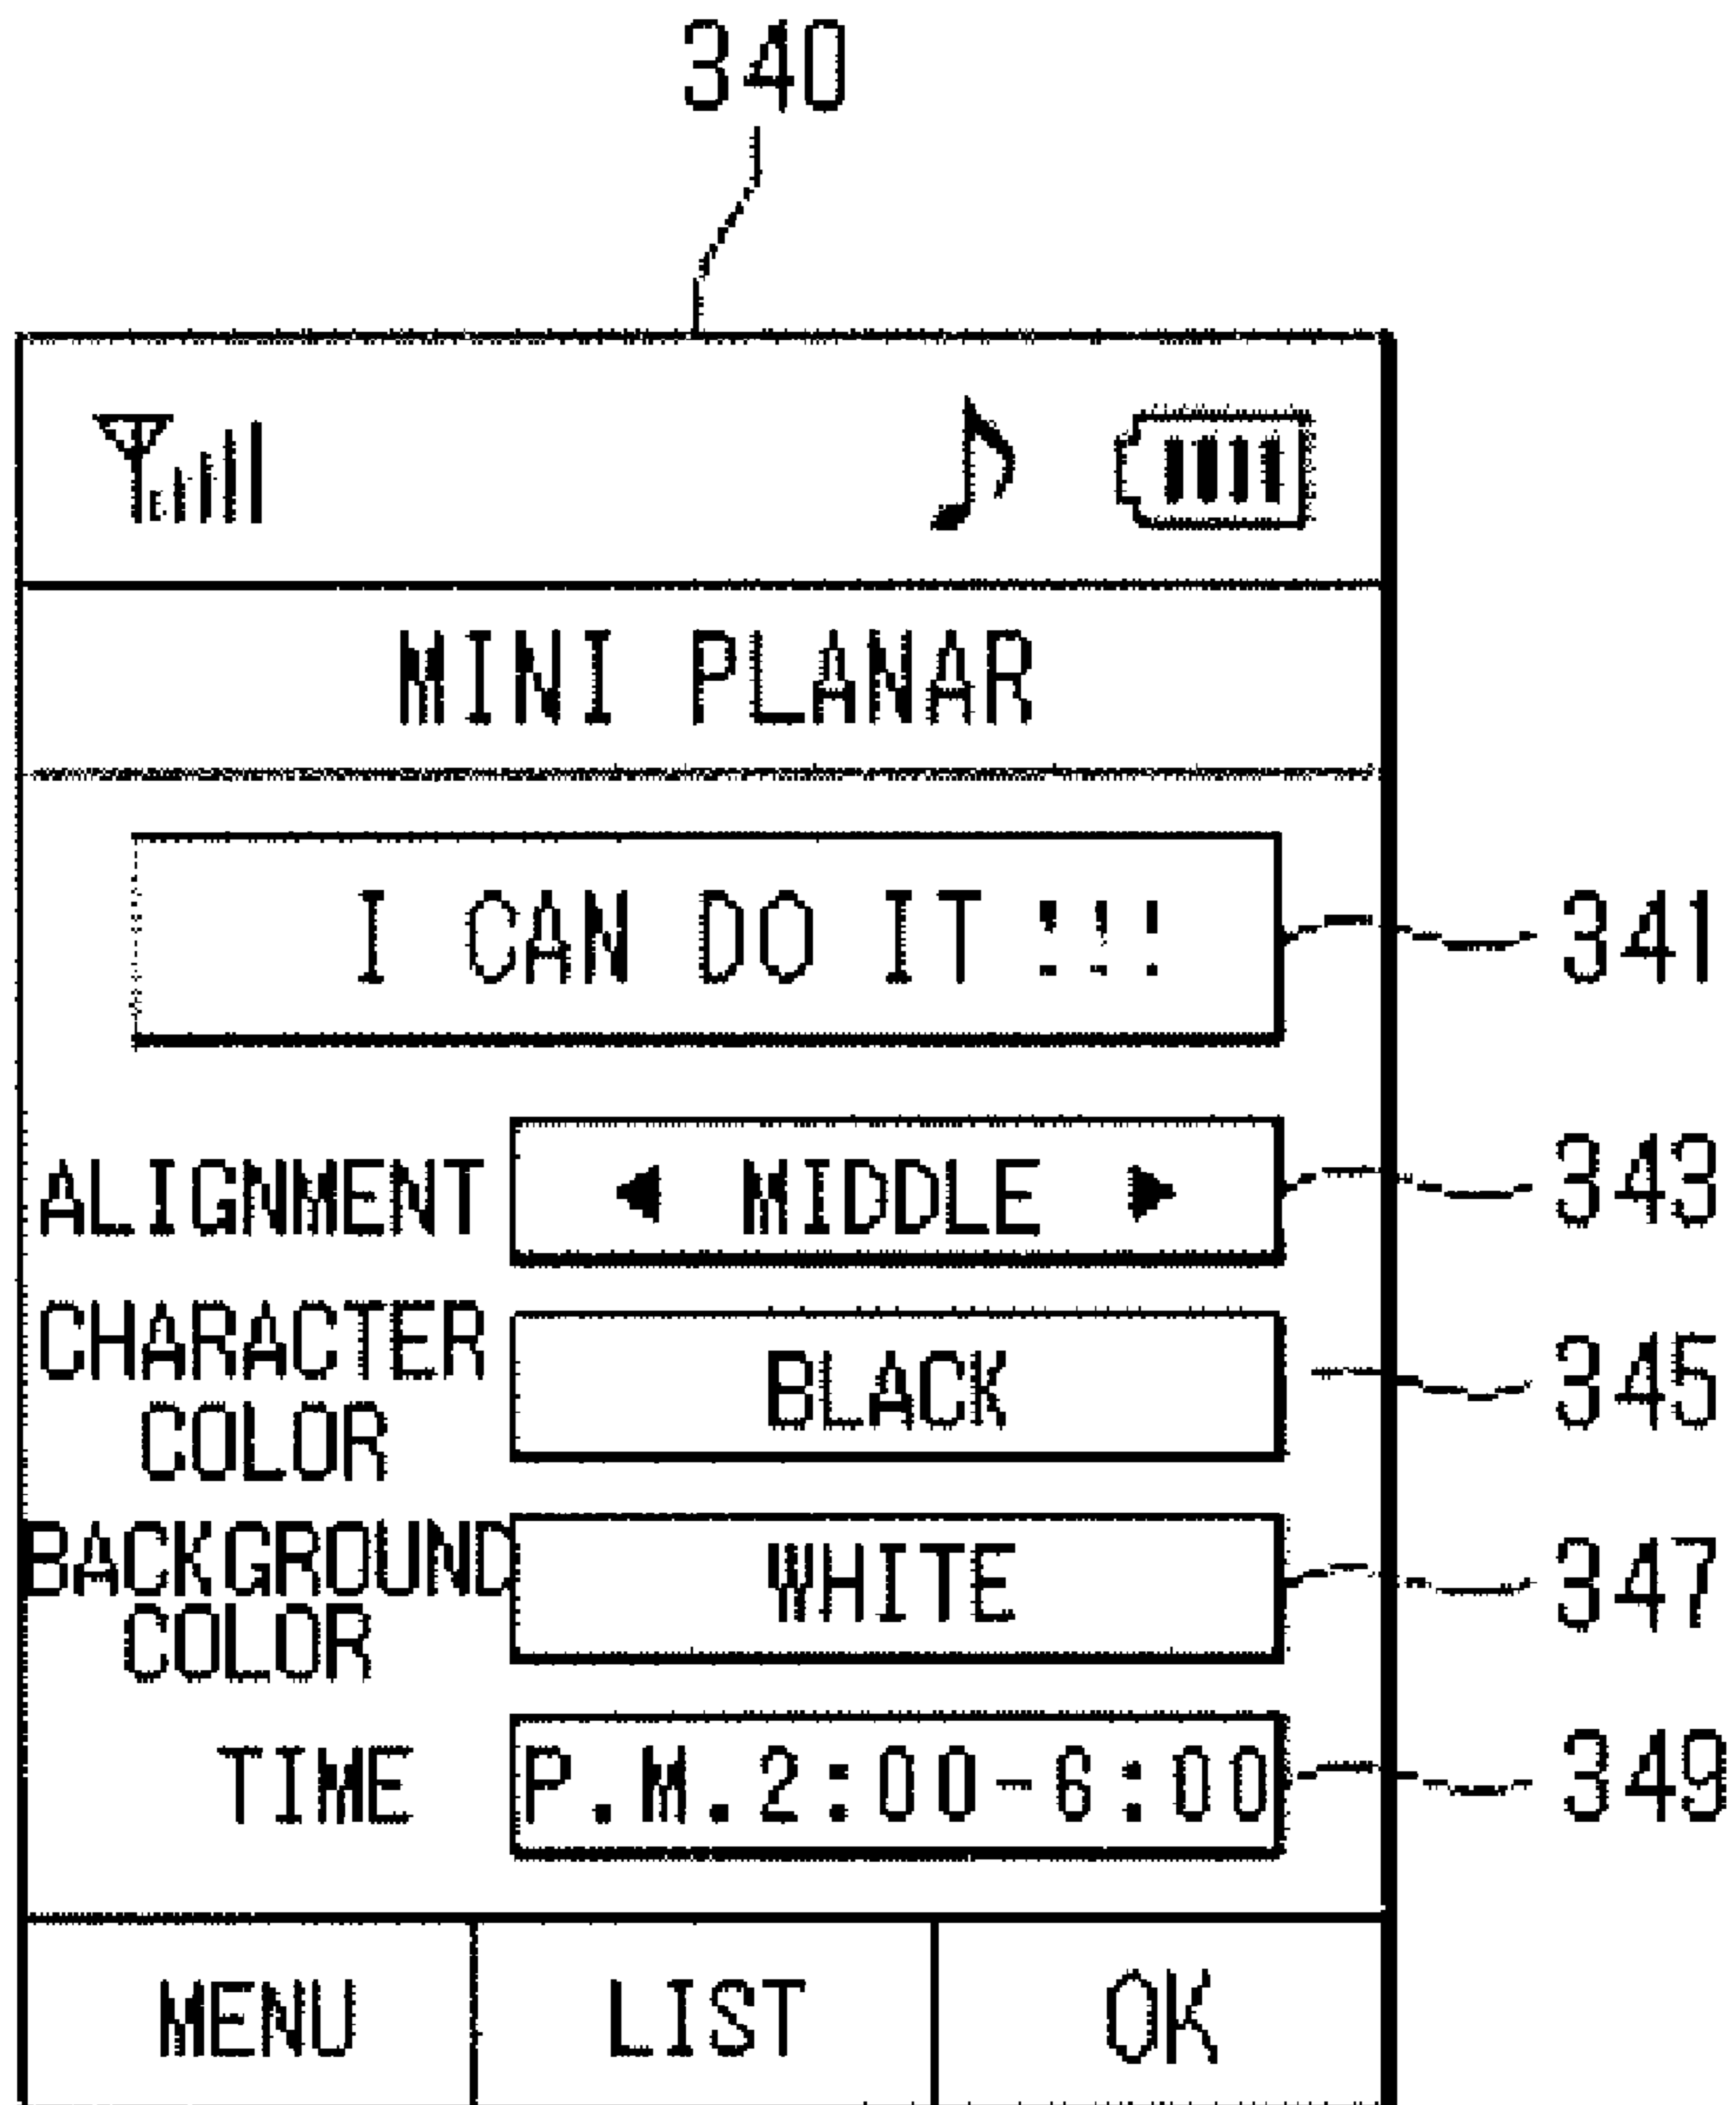 340
MINI PLANAR
I CAN DO IT !!! 341
ALIGNMENT ◄ MIDDLE ► 343
CHARACTER COLOR BLACK 345
BACKGROUND COLOR WHITE 347
TIME P.M.2:00-6:00 349
MENU LIST OK